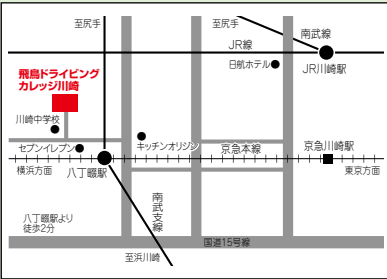 至尻手
至尻手
南武線
JR線
日航ホテル
JR川崎駅
飛鳥ドライビング
カレッジ川崎
川崎中学校
セブンイレブン
キッチンオリジン
京急本線
京急川崎駅
横浜方面
八丁畷駅
東京方面
八丁畷駅より
徒歩2分
南武支線
国道15号線
至浜川崎